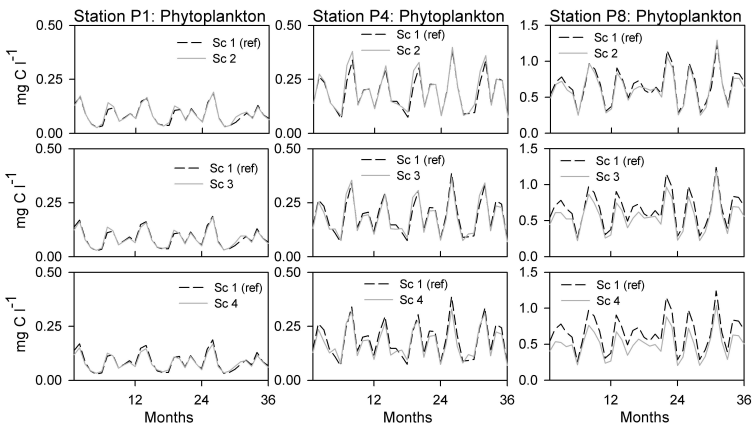 Station P1: Phytoplankton
Station P4: Phytoplankton
Station P8: Phytoplankton
mg C l⁻¹
0.50
0.25
0.00
Sc 1 (ref)
Sc 2
0.50
0.25
0.00
Sc 1 (ref)
Sc 2
1.5
1.0
0.5
0.0
Sc 1 (ref)
Sc 2
mg C l⁻¹
0.50
0.25
0.00
Sc 1 (ref)
Sc 3
0.50
0.25
0.00
Sc 1 (ref)
Sc 3
1.5
1.0
0.5
0.0
Sc 1 (ref)
Sc 3
mg C l⁻¹
0.50
0.25
0.00
Sc 1 (ref)
Sc 4
0.50
0.25
0.00
Sc 1 (ref)
Sc 4
1.5
1.0
0.5
0.0
Sc 1 (ref)
Sc 4
12 24 36
12 24 36
12 24 36
Months
Months
Months